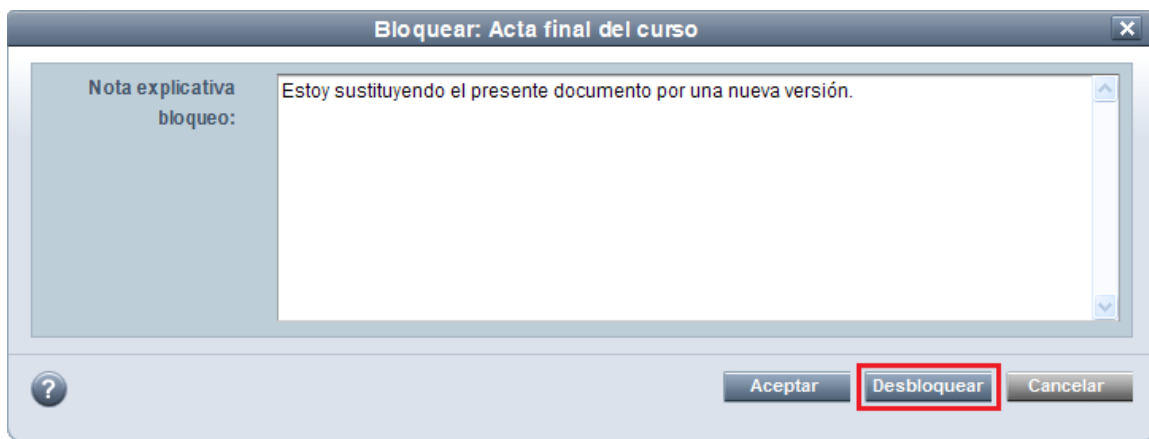 Bloquear: Acta final del curso
Nota explicativa
bloqueo:
Estoy sustituyendo el presente documento por una nueva versión.
?
Aceptar
Desbloquear
Cancelar